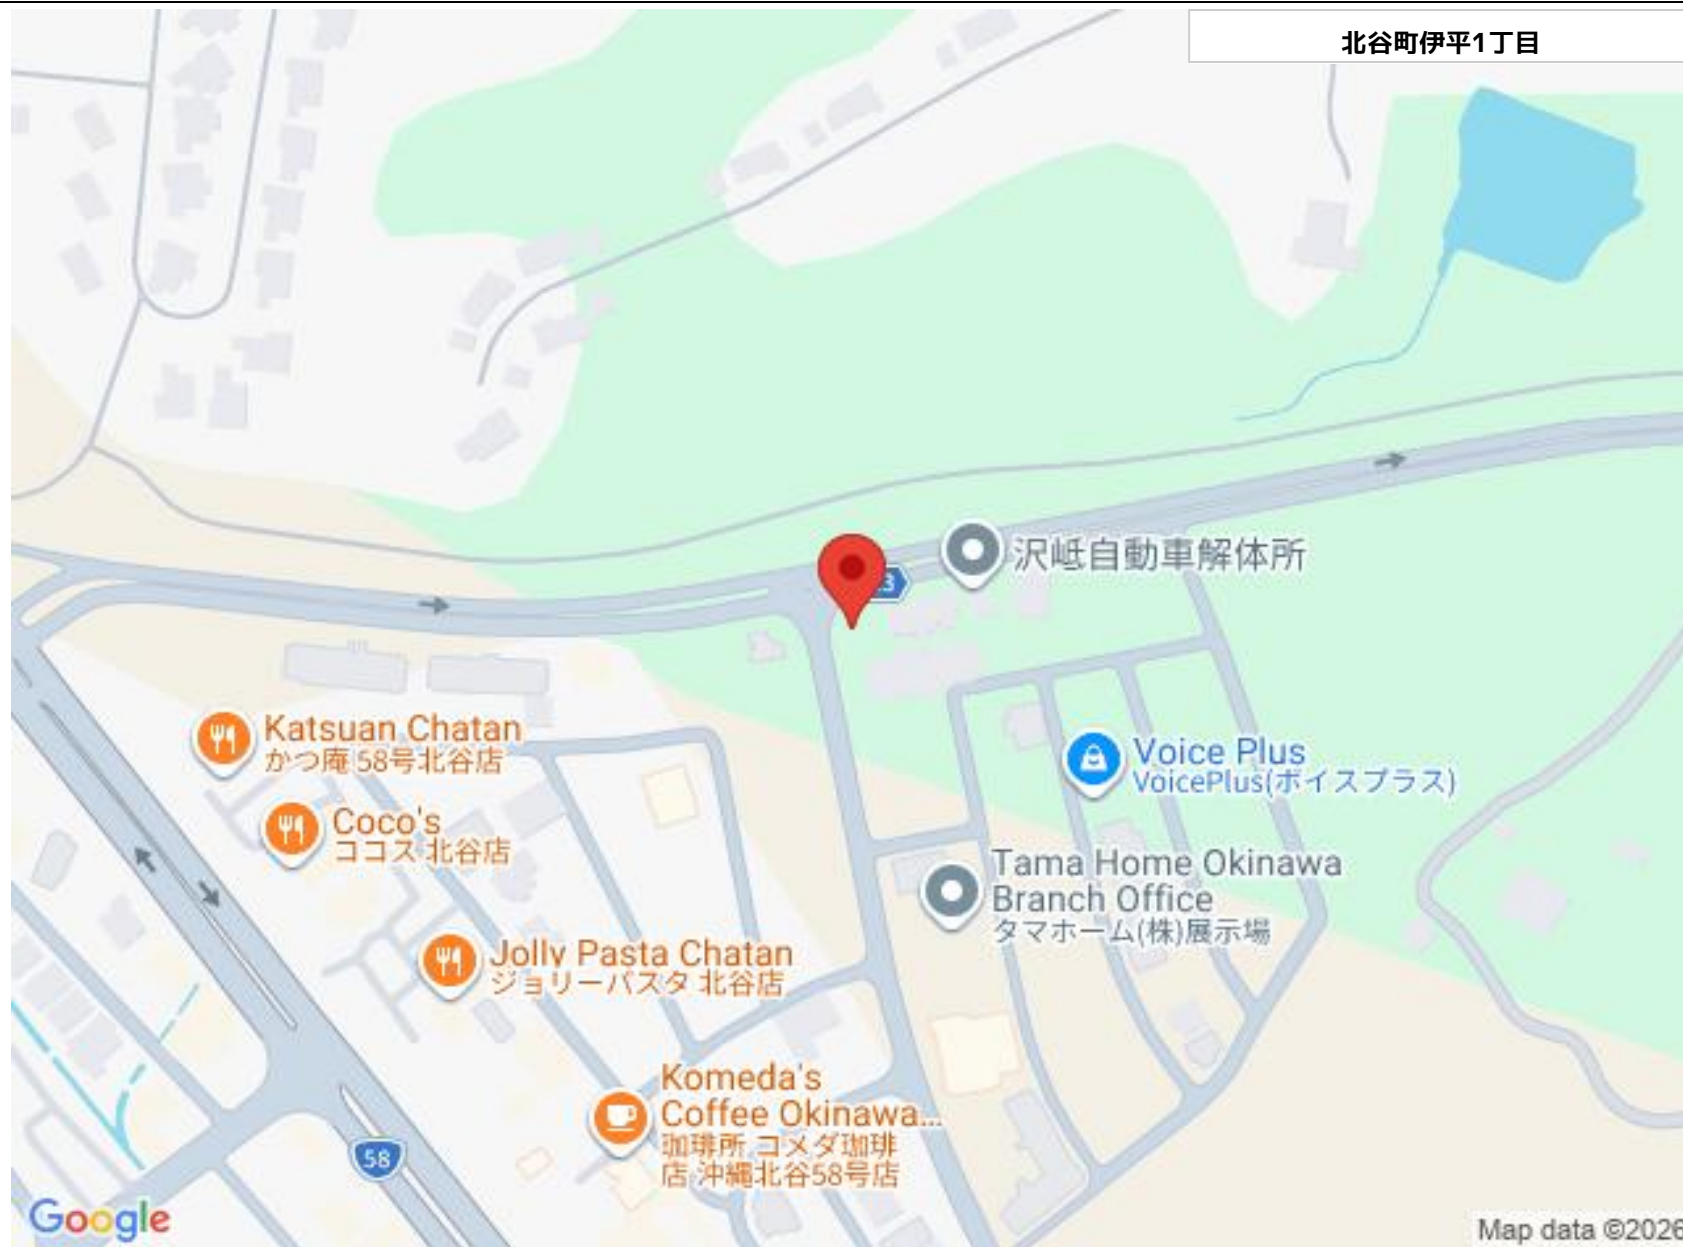 北谷町伊平1丁目
沢岻自動車解体所
Katsuan Chatan
かつ庵 58号北谷店
Voice Plus
VoicePlus(ボイスプラス)
Coco's
ココス 北谷店
Tama Home Okinawa
Branch Office
タマホーム(株)展示場
Jolly Pasta Chatan
ジョリーパスタ 北谷店
Komeda's
Coffee Okinawa...
珈琲所 コメダ珈琲
店 沖縄北谷58号店
58
Google
Map data ©2026